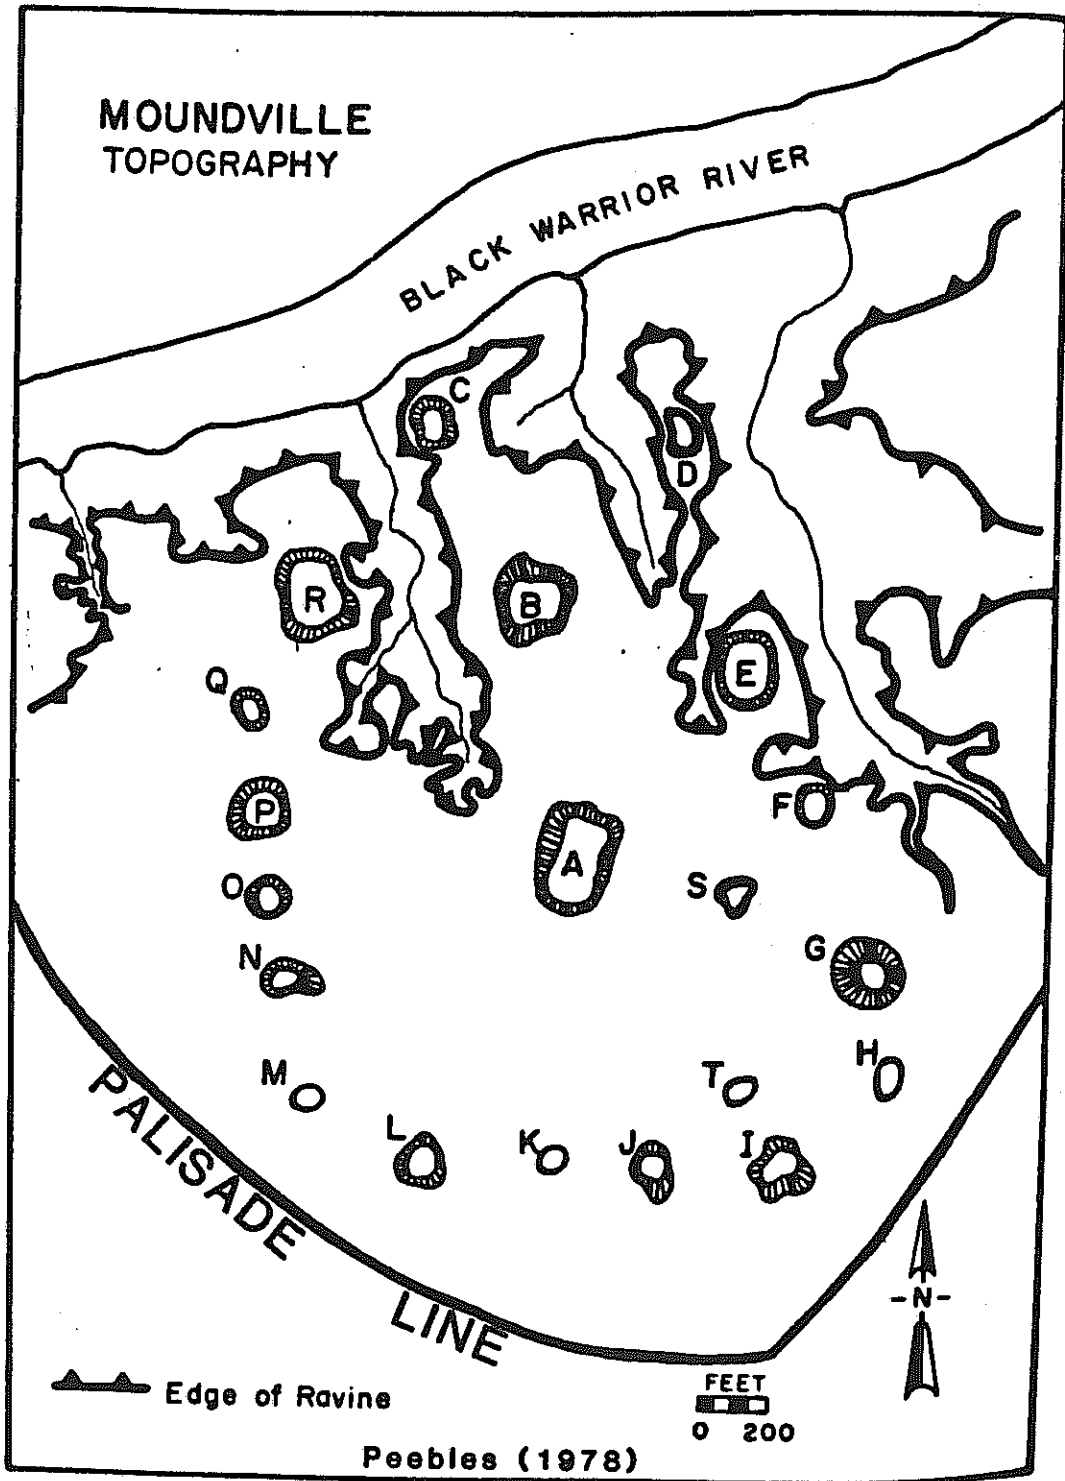 MOUNDVILLE
TOPOGRAPHY
BLACK WARRIOR RIVER
C
D
R
B
E
Q
P
F
A
O
S
N
G
M
T
H
L
K
J
I
PALISADE LINE
-N-
Edge of Ravine
FEET
0 200
Peebles (1978)